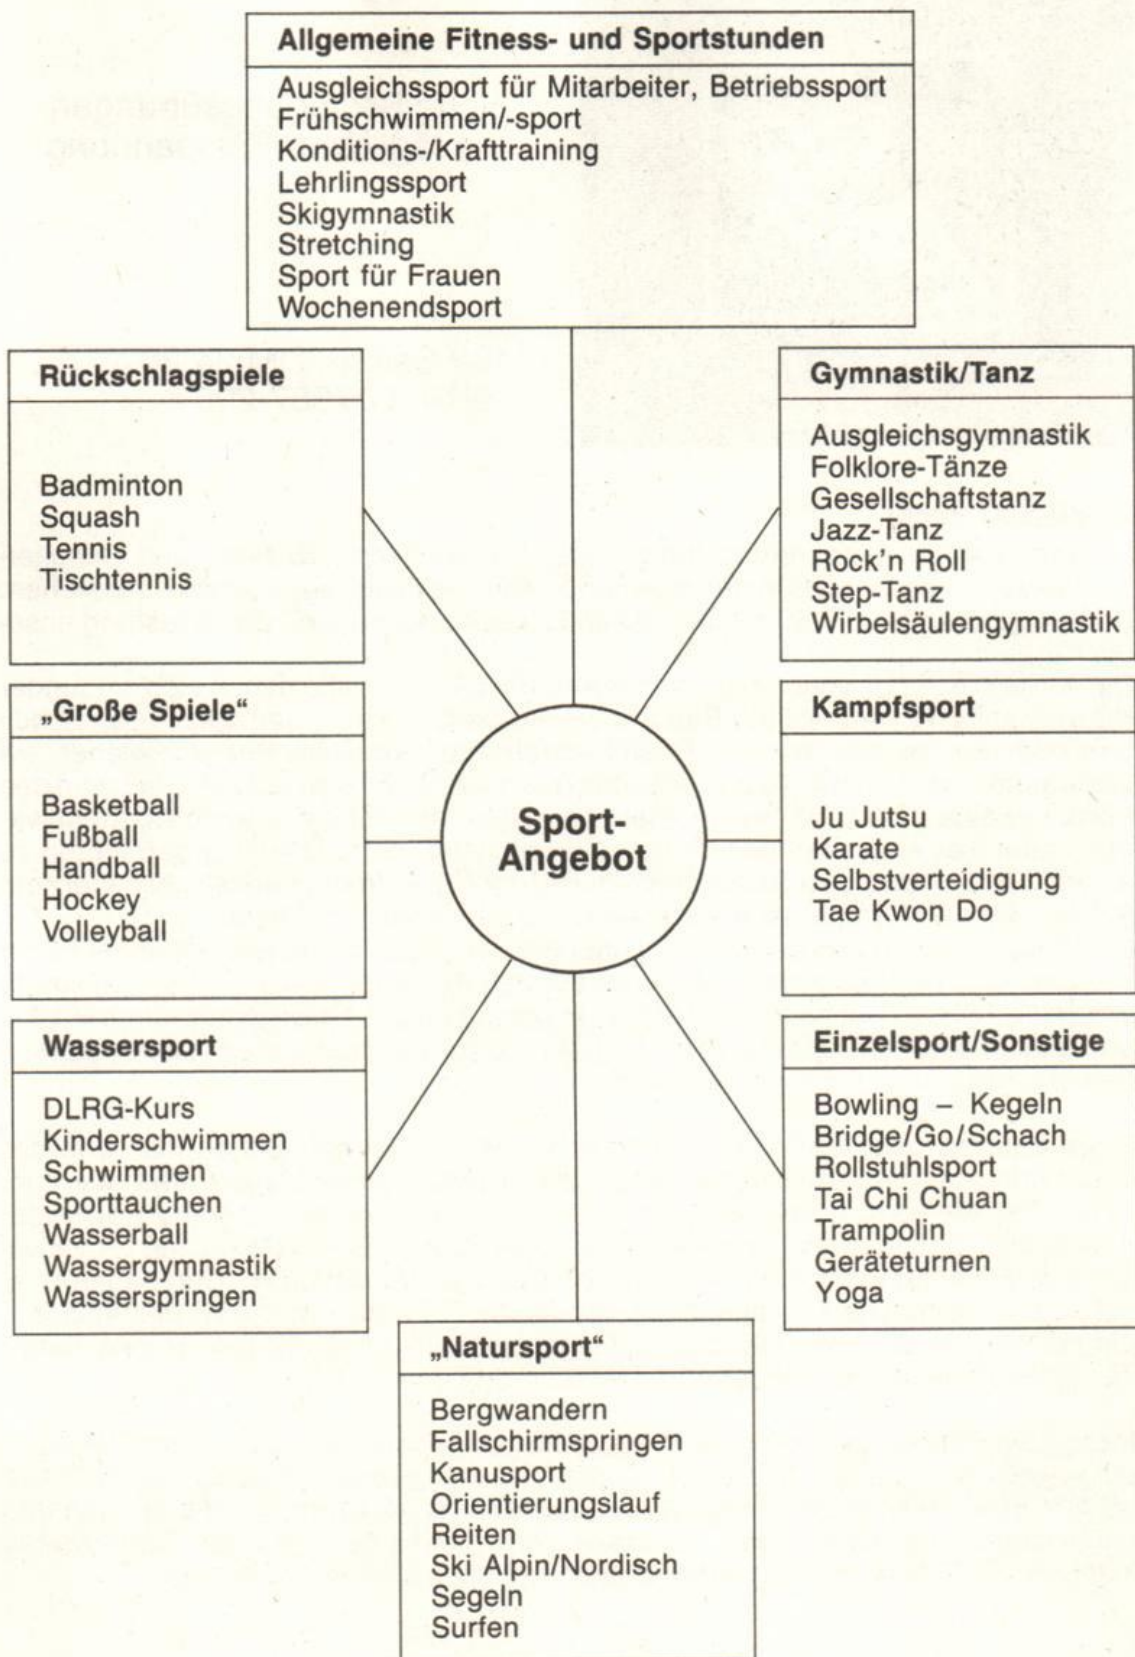 Allgemeine Fitness- und Sportstunden
Ausgleichssport für Mitarbeiter, Betriebssport
Frühschwimmen/-sport
Konditions-/Krafttraining
Lehrlingssport
Skigymnastik
Stretching
Sport für Frauen
Wochenendsport
Rückschlagspiele
Badminton
Squash
Tennis
Tischtennis
Gymnastik/Tanz
Ausgleichsgymnastik
Folklore-Tänze
Gesellschaftstanz
Jazz-Tanz
Rock'n Roll
Step-Tanz
Wirbelsäulengymnastik
„Große Spiele“
Basketball
Fußball
Handball
Hockey
Volleyball
Sport-
Angebot
Kampfsport
Ju Jutsu
Karate
Selbstverteidigung
Tae Kwon Do
Wassersport
DLRG-Kurs
Kinderschwimmen
Schwimmen
Sporttauchen
Wasserball
Wassergymnastik
Wasserspringen
Einzelsport/Sonstige
Bowling – Kegeln
Bridge/Go/Schach
Rollstuhlsport
Tai Chi Chuan
Trampolin
Geräteturnen
Yoga
„Natursport“
Bergwandern
Fallschirmspringen
Kanusport
Orientierungslauf
Reiten
Ski Alpin/Nordisch
Segeln
Surfen